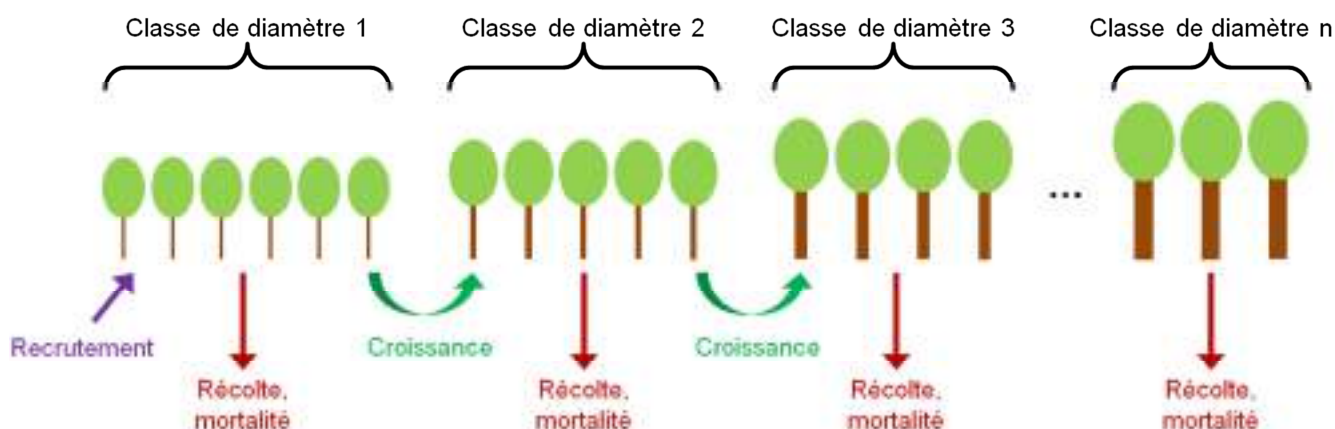 Classe de diamètre 1
Classe de diamètre 2
Classe de diamètre 3
Classe de diamètre n
...
Recrutement
Croissance
Croissance
Récolte,
mortalité
Récolte,
mortalité
Récolte,
mortalité
Récolte,
mortalité